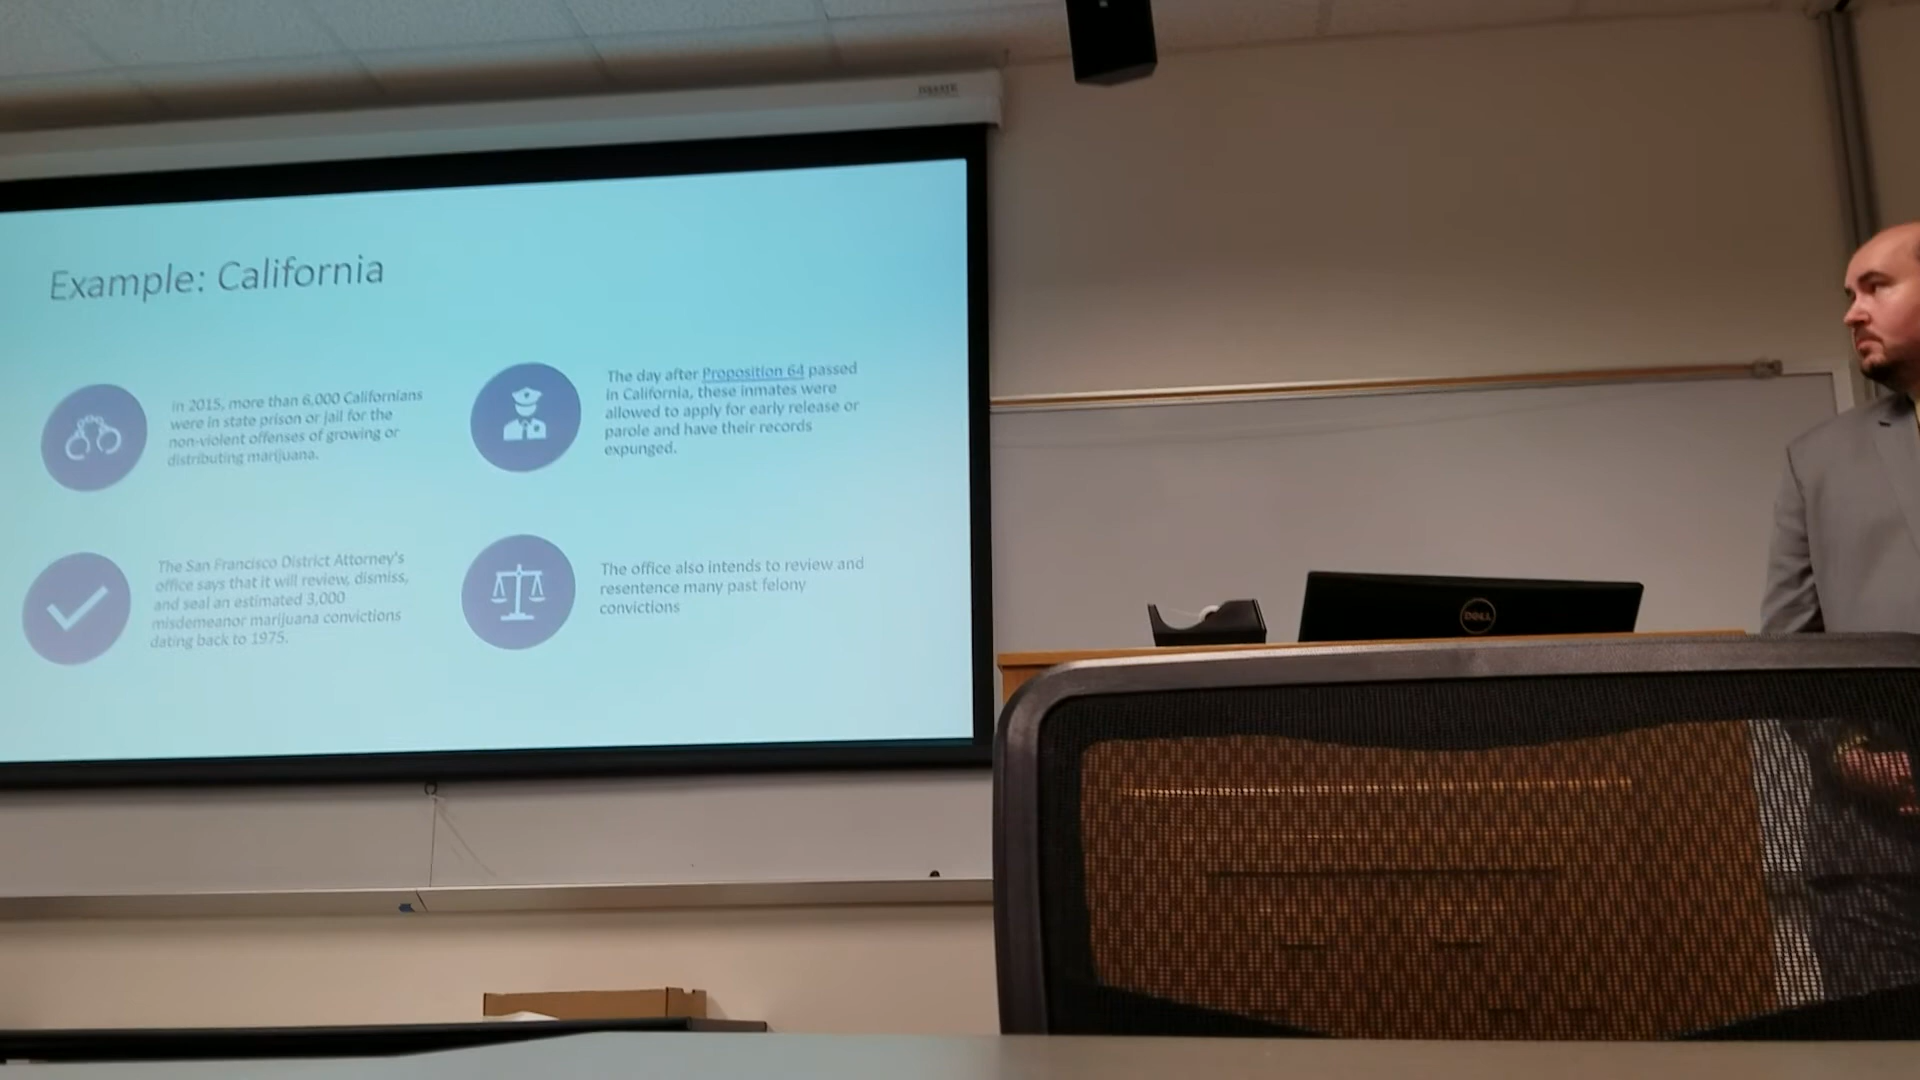 Example: California
In 2015, more than 6,000 Californians
were in state prison or jail for the
non-violent offenses of growing or
distributing marijuana.
The day after Proposition 64 passed
in California, these inmates were
allowed to apply for early release or
parole and have their records
expunged.
The San Francisco District Attorney's
office says that it will review, dismiss,
and seal an estimated 3,000
misdemeanor marijuana convictions
dating back to 1975.
The office also intends to review and
resentence many past felony
convictions
DELL